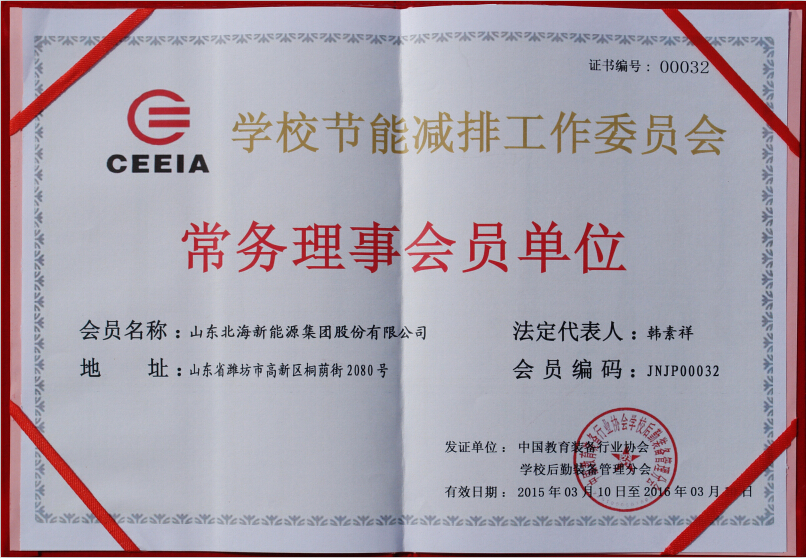 证书编号：00032
CEEIA
学校节能减排工作委员会
常务理事会员单位
会员名称：山东北海新能源集团股份有限公司
法定代表人：韩素祥
地 址：山东省潍坊市高新区桐荫街2080号
会员编码：JNJP00032
发证单位：中国教育装备行业协会
学校后勤装备管理分会
有效日期：2015年03月10日至2016年03月 日